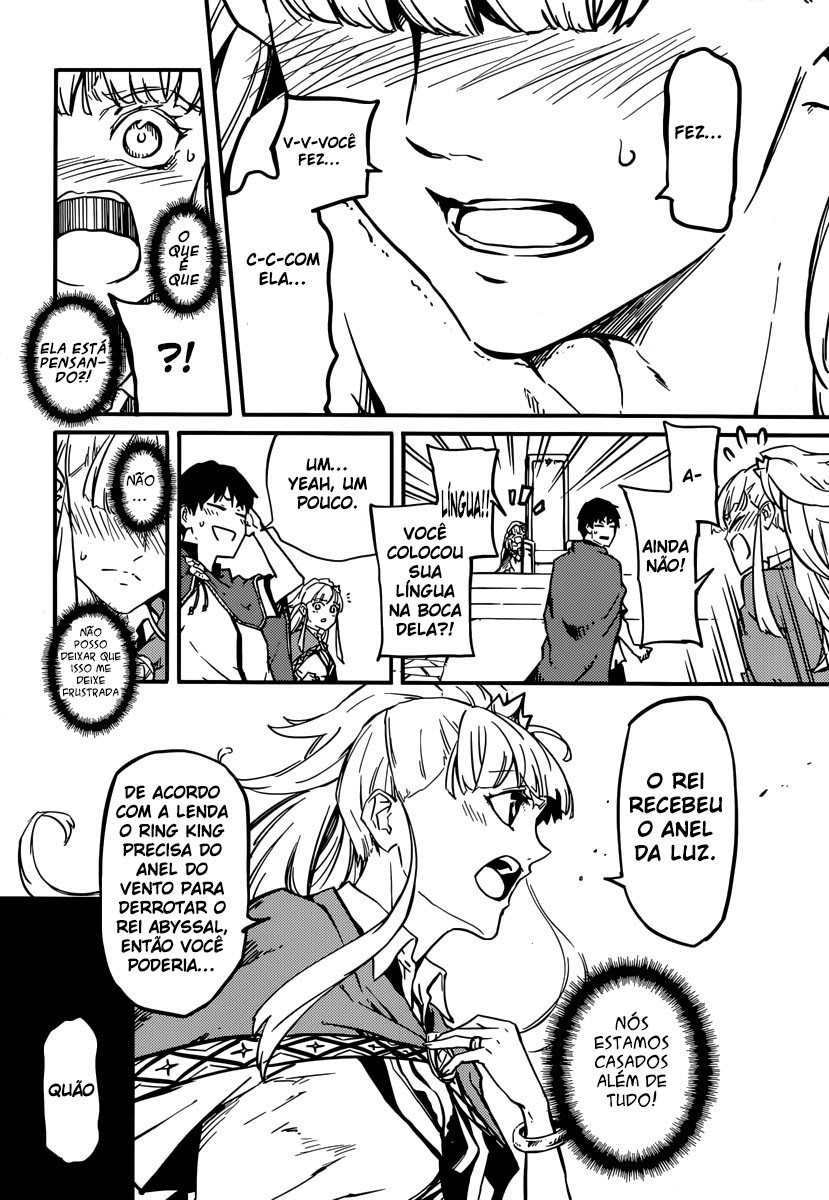 FEZ...
V-V-VOCÊ
FEZ...
C-C-COM
ELA...
O
QUE
É
QUE
?!
ELA ESTÁ
PENSAN-
DO?!
A-
AINDA
NÃO!
LÍNGUA!!
VOCÊ
COLOCOU
SUA
LÍNGUA
NA BOCA
DELA?!
UM...
YEAH, UM
POUCO.
NÃO
...
NÃO
POSSO
DEIXAR QUE
ISSO ME
DEIXE
FRUSTRADA
O REI
RECEBEU
O ANEL
DA LUZ.
NÓS
ESTAMOS
CASADOS
ALÉM DE
TUDO!
DE ACORDO
COM A LENDA
O RING KING
PRECISA DO
ANEL DO
VENTO PARA
DERROTAR O
REI ABYSSAL,
ENTÃO VOCÊ
PODERIA...
QUÃO